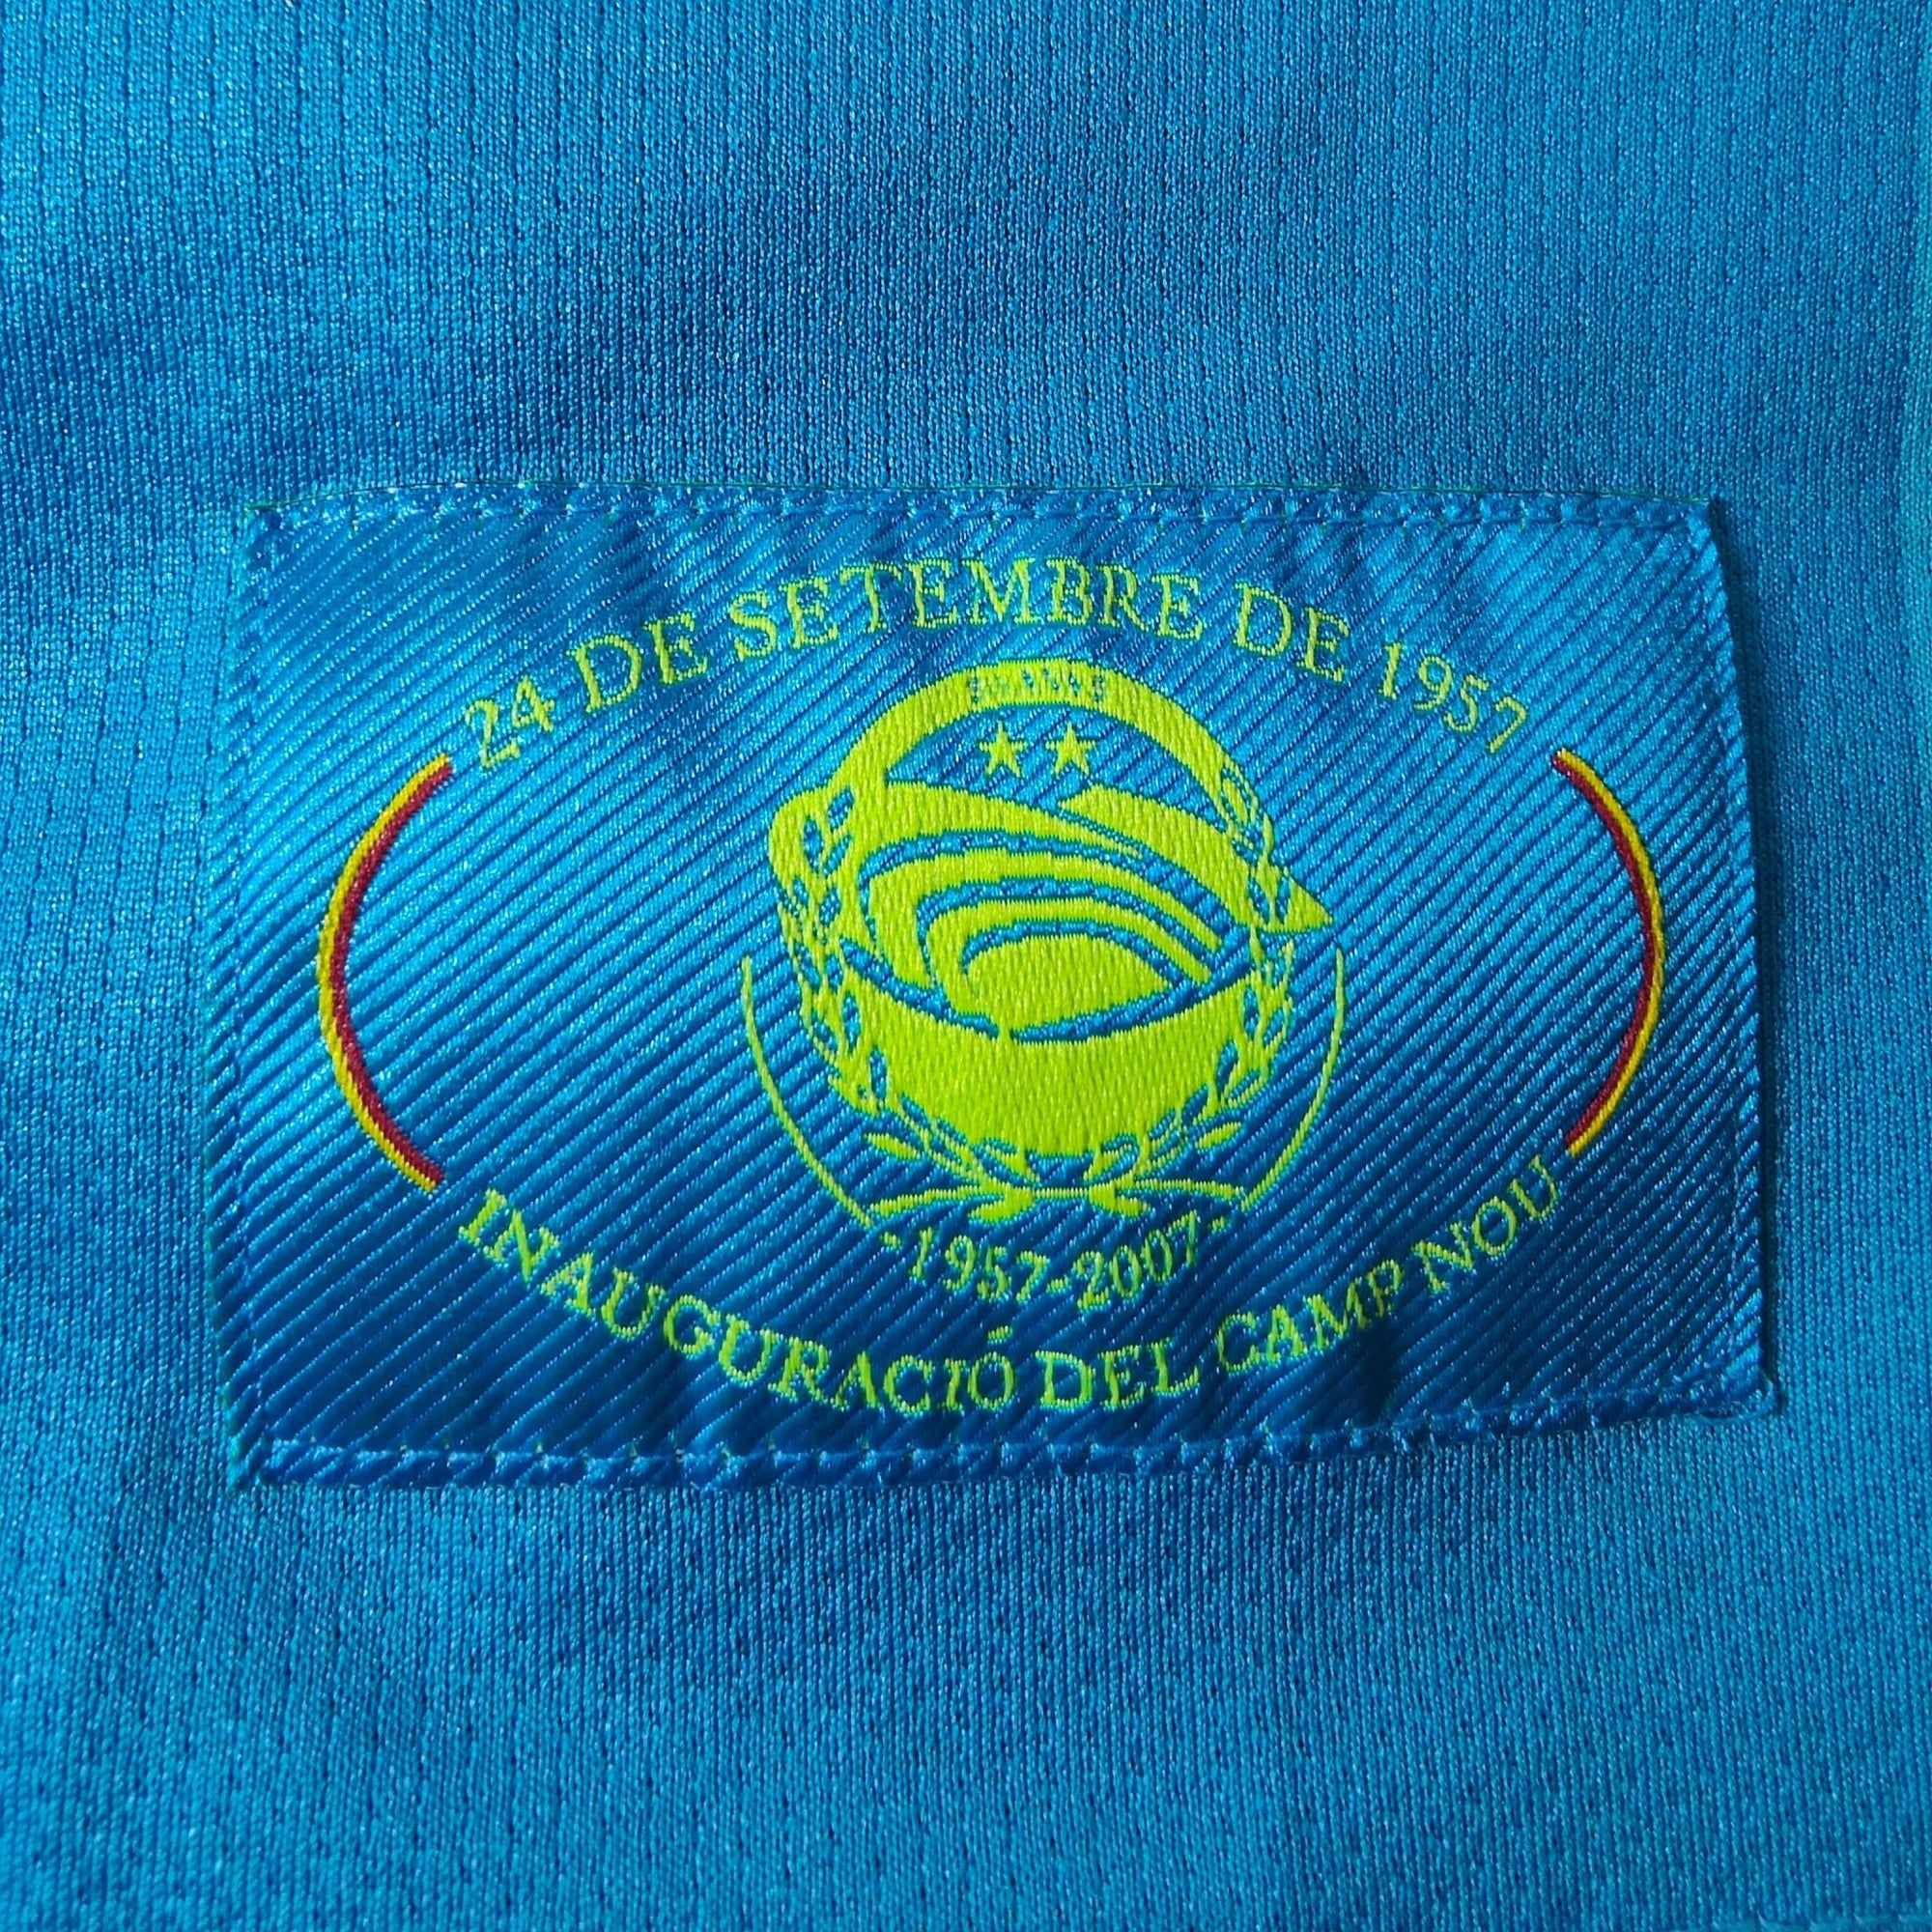 24 DE SETEMBRE DE 1957
-1957-2007-
INAUGURACIÓ DEL CAMP NOU